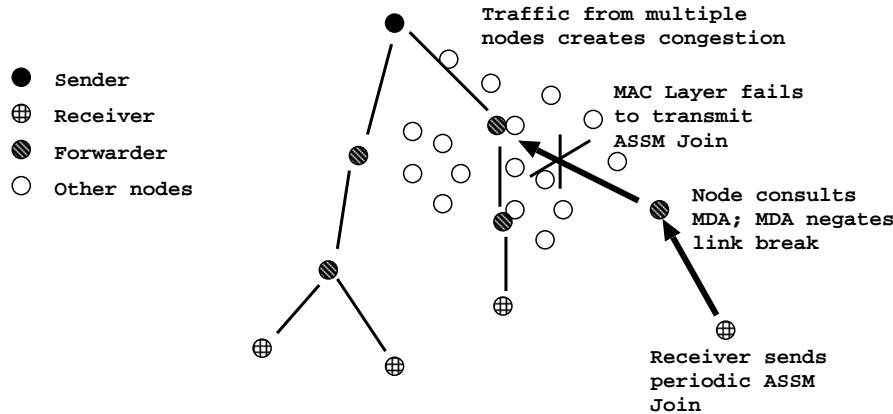 Traffic from multiple
nodes creates congestion
Sender
Receiver
Forwarder
Other nodes
MAC Layer fails
to transmit
ASSM Join
Node consults
MDA; MDA negates
link break
Receiver sends
periodic ASSM
Join